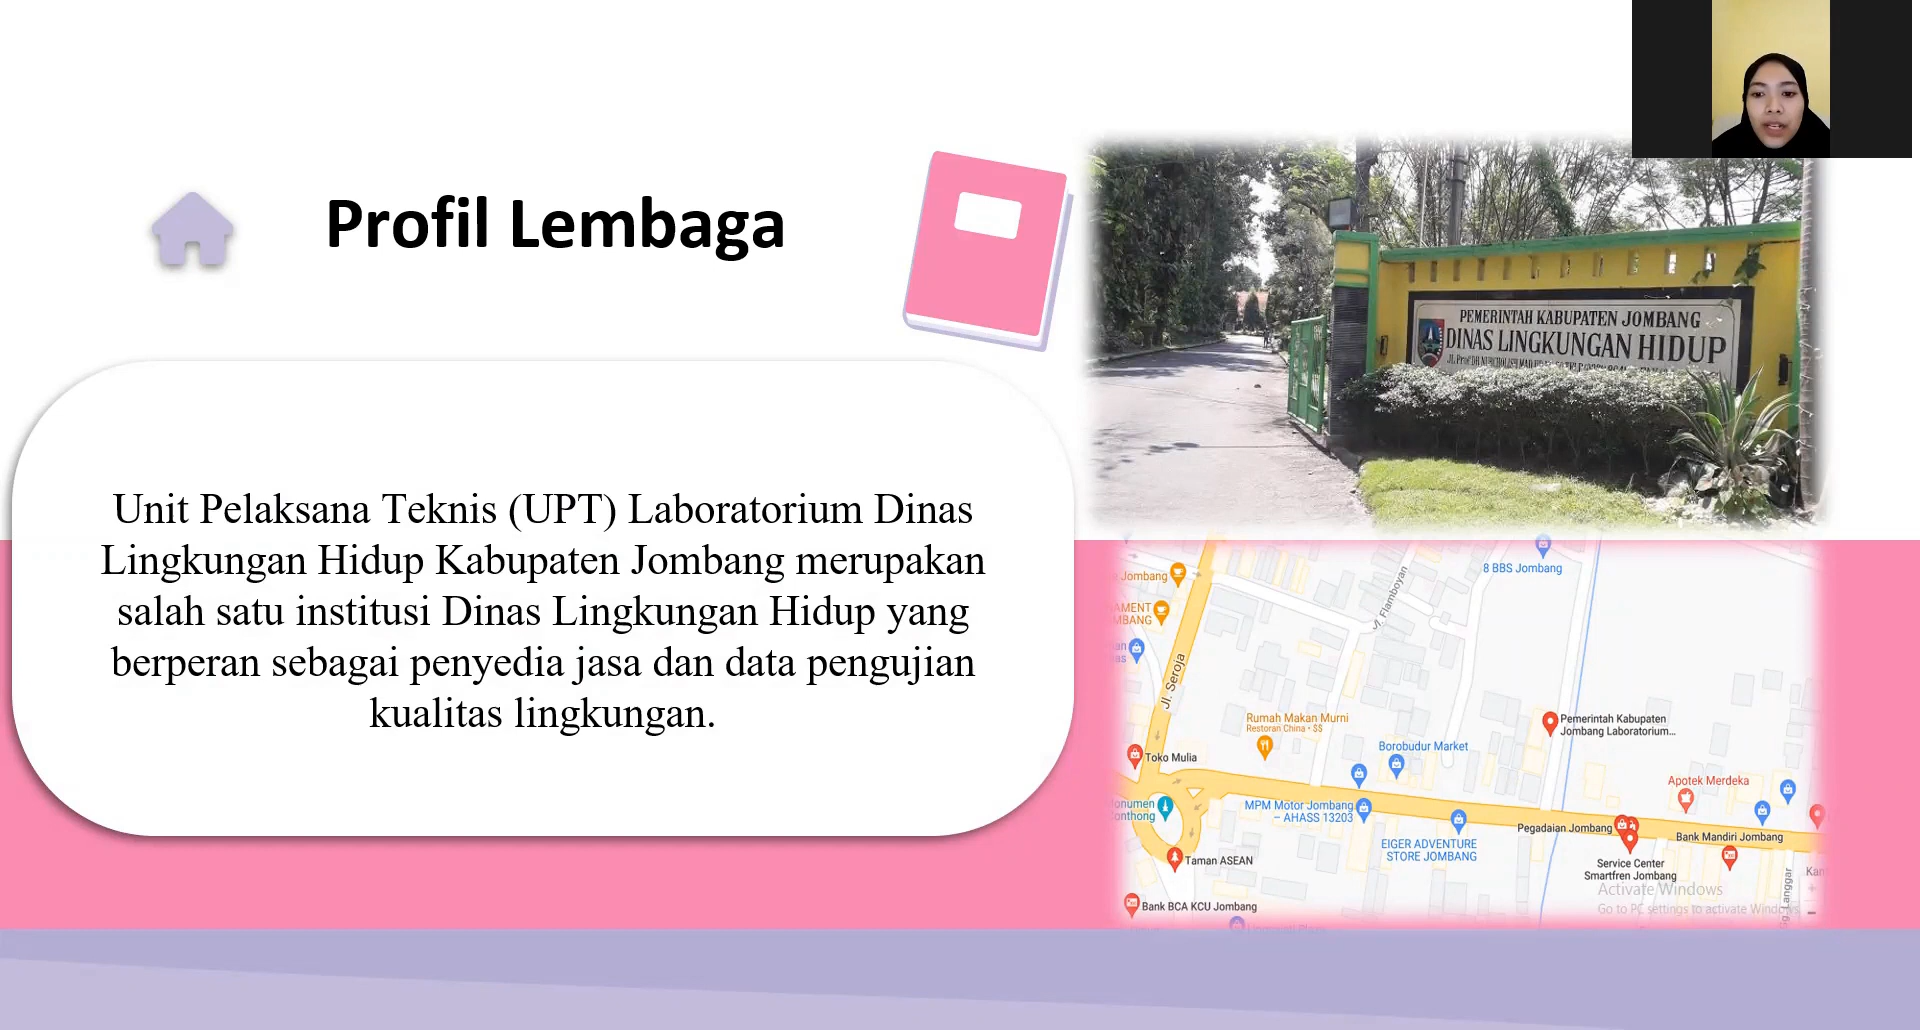 Profil Lembaga
Unit Pelaksana Teknis (UPT) Laboratorium Dinas
Lingkungan Hidup Kabupaten Jombang merupakan
salah satu institusi Dinas Lingkungan Hidup yang
berperan sebagai penyedia jasa dan data pengujian
kualitas lingkungan.
PEMERINTAH KABUPATEN JOMBANG
DINAS LINGKUNGAN HIDUP
8 BBS Jombang
Jombang
Jl. Flamboyan
Jl. Seroja
Rumah Makan Murni
Restoran China • $$
Pemerintah Kabupaten
Jombang Laboratorium...
Borobudur Market
Toko Mulia
Apotek Merdeka
MPM Motor Jombang
– AHASS 13203
Pegadaian Jombang
Bank Mandiri Jombang
EIGER ADVENTURE
STORE JOMBANG
Taman ASEAN
Service Center
Smartfren Jombang
Activate Windows
Go to PC settings to activate Windows.
Bank BCA KCU Jombang